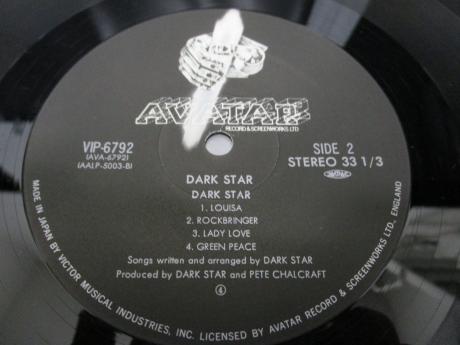 AVATAR
RECORD & SCREENWORKS LTD
VIP-6792
(AVA-6792)
(AALP-5003-B)
SIDE 2
STEREO 33 1/3
DARK STAR
DARK STAR
1. LOUISA
2. ROCKBRINGER
3. LADY LOVE
4. GREEN PEACE
Songs written and arranged by DARK STAR
Produced by DARK STAR and PETE CHALCRAFT
4
MADE IN JAPAN BY VICTOR MUSICAL INDUSTRIES, INC. LICENSED BY AVATAR RECORD & SCREENWORKS LTD., ENGLAND